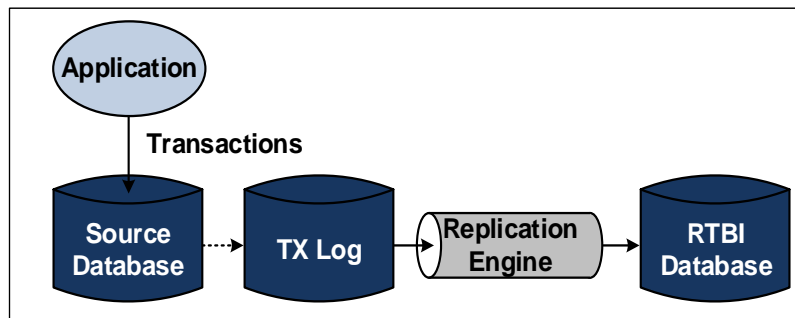 Application
Transactions
Source
Database
TX Log
Replication
Engine
RTBI
Database